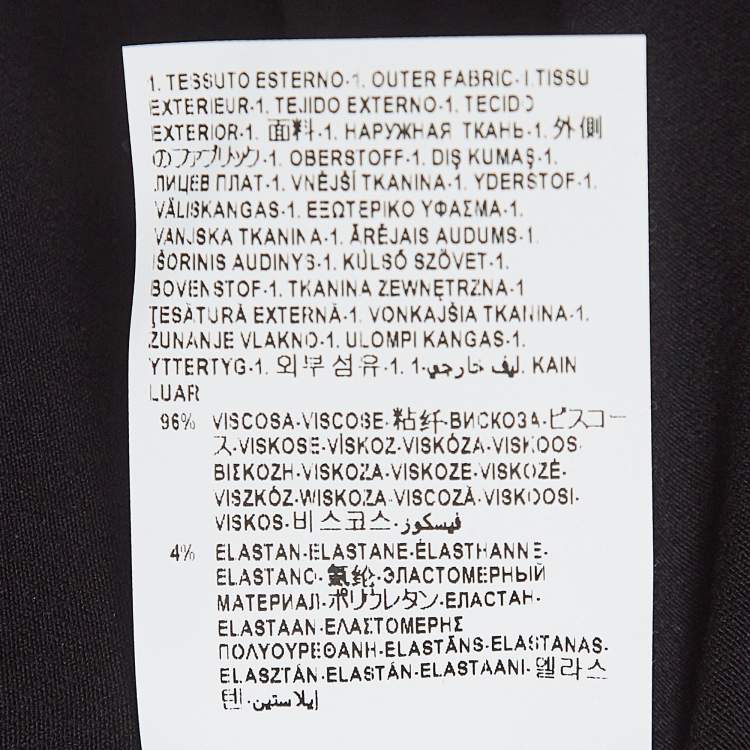 1. TESSUTO ESTERNO-1. OUTER FABRIC-1.TISSU
EXTERIEUR-1. TEJIDO EXTERNO-1. TECIDO
EXTERIOR-1. 面料-1. НАРУЖНАЯ ТКАНЬ-1. 外側
のファブリック-1. OBERSTOFF-1. DIŞ KUMAŞ-1.
ЛИЦЕВ ПЛАТ-1. VNĚJŠÍ TKANINA-1. YDERSTOF-1.
VÄLISKANGAS-1. ΕΞΩΤΕΡΙΚΟ ΥΦΑΣΜΑ-1.
VANJSKA TKANINA-1. ĀRĒJAIS AUDUMS-1.
IŠORINIS AUDINYS-1. KÜLSŐ SZÖVET-1.
BOVENSTOF-1. TKANINA ZEWNĘTRZNA-1
ŢESĂTURĂ EXTERNĂ-1. VONKAJŠIA TKANINA-1.
ZUNANJE VLAKNO-1. ULOMPI KANGAS-1.
YTTERTYG-1. 외부 섬유-1. 1-ليف خارجي. KAIN
LUAR
96% VISCOSA-VISCOSE-粘纤-ВИСКОЗА-ビスコー
ス-VISKOSE-VİSKOZ-VISKÓZA-VISKOOS-
ΒΙΣΚΟΖΗ-VISKOZA-VISKOZE-VISKOZĖ-
VISZKÓZ-WISKOZA-VISCOZĂ-VISKOOSI-
VISKOS-비스코스-فيسكوز
4% ELASTAN-ELASTANE-ÉLASTHANNE-
ELASTANO-氨纶-ЭЛАСТОМЕРНЫЙ
МАТЕРИАЛ-ポリウレタン-ЕЛАСТАН-
ELASTAAN-ΕΛΑΣΤΟΜΕΡΗΣ
ΠΟΛΥΟΥΡΕΘΑΝΗ-ELASTĀNS-ELASTANAS-
ELASZTÁN-ELASTÁN-ELASTAANI-엘라스
텐-إيلاستين